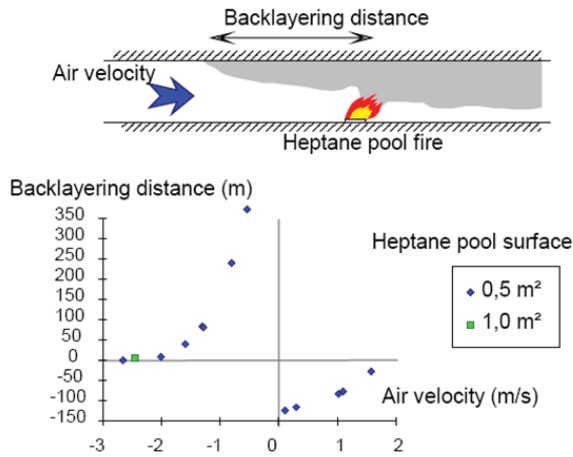 Backlayering distance
Air velocity
Heptane pool fire
Backlayering distance (m)
350
300
250
200
150
100
50
0
-50
-100
-150
-3
-2
-1
0
1
2
Air velocity (m/s)
Heptane pool surface
0,5 m²
1,0 m²